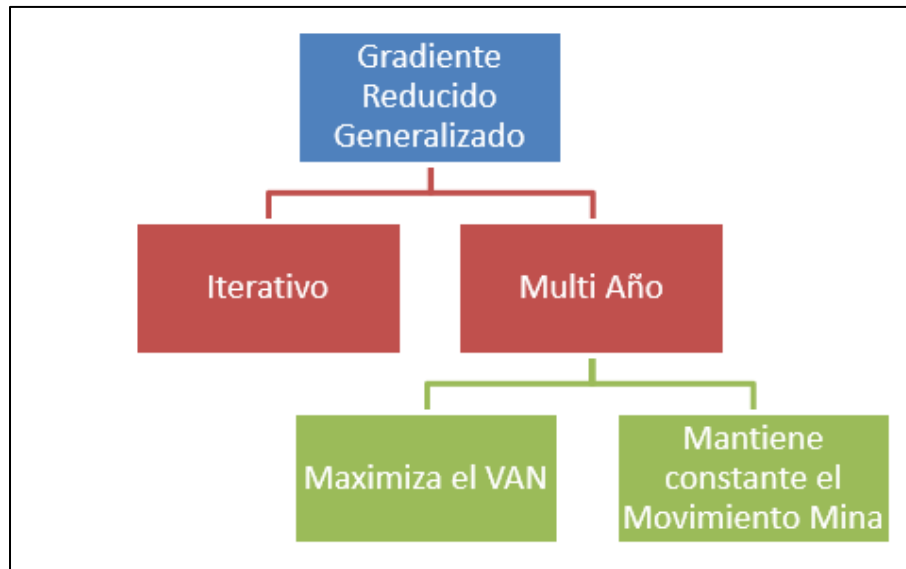 Gradiente
Reducido
Generalizado
Iterativo
Multi Año
Maximiza el VAN
Mantiene
constante el
Movimiento Mina